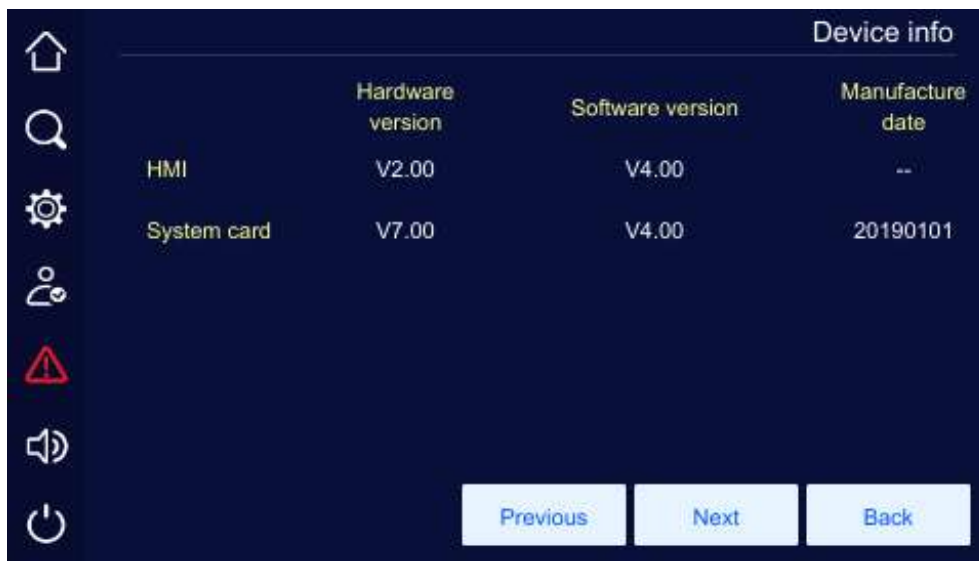 Device info
Hardware version Software version Manufacture date
HMI V2.00 V4.00 --
System card V7.00 V4.00 20190101
Previous Next Back